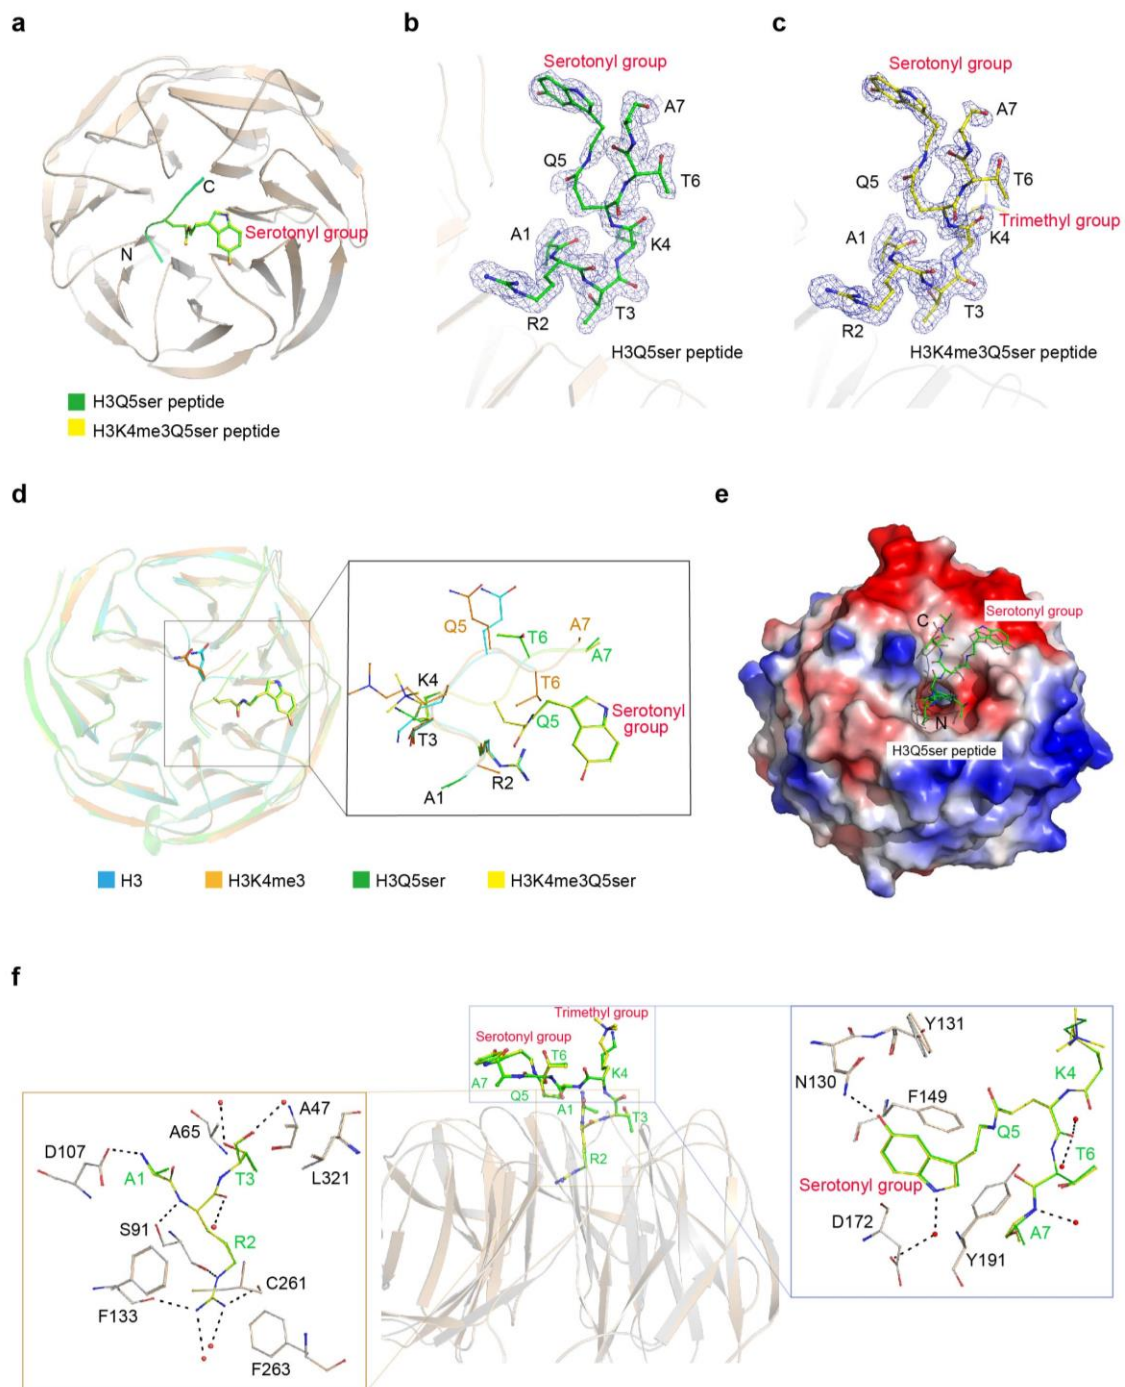 a
C
N
Serotonyl group
H3Q5ser peptide
H3K4me3Q5ser peptide
b
Serotonyl group
A7
Q5
T6
A1
K4
R2
T3
H3Q5ser peptide
c
Serotonyl group
A7
Q5
T6
Trimethyl group
A1
K4
R2
T3
H3K4me3Q5ser peptide
d
Q5
T6
A7
A7
K4
T6
Q5
Serotonyl
group
T3
R2
A1
H3
H3K4me3
H3Q5ser
H3K4me3Q5ser
e
C
Serotonyl group
N
H3Q5ser peptide
f
Trimethyl group
Serotonyl group
T6
K4
A7
Q5
A1
T3
R2
A47
A65
D107
A1
T3
L321
S91
R2
C261
F133
F263
Y131
K4
N130
F149
Q5
T6
Serotonyl group
D172
A7
Y191